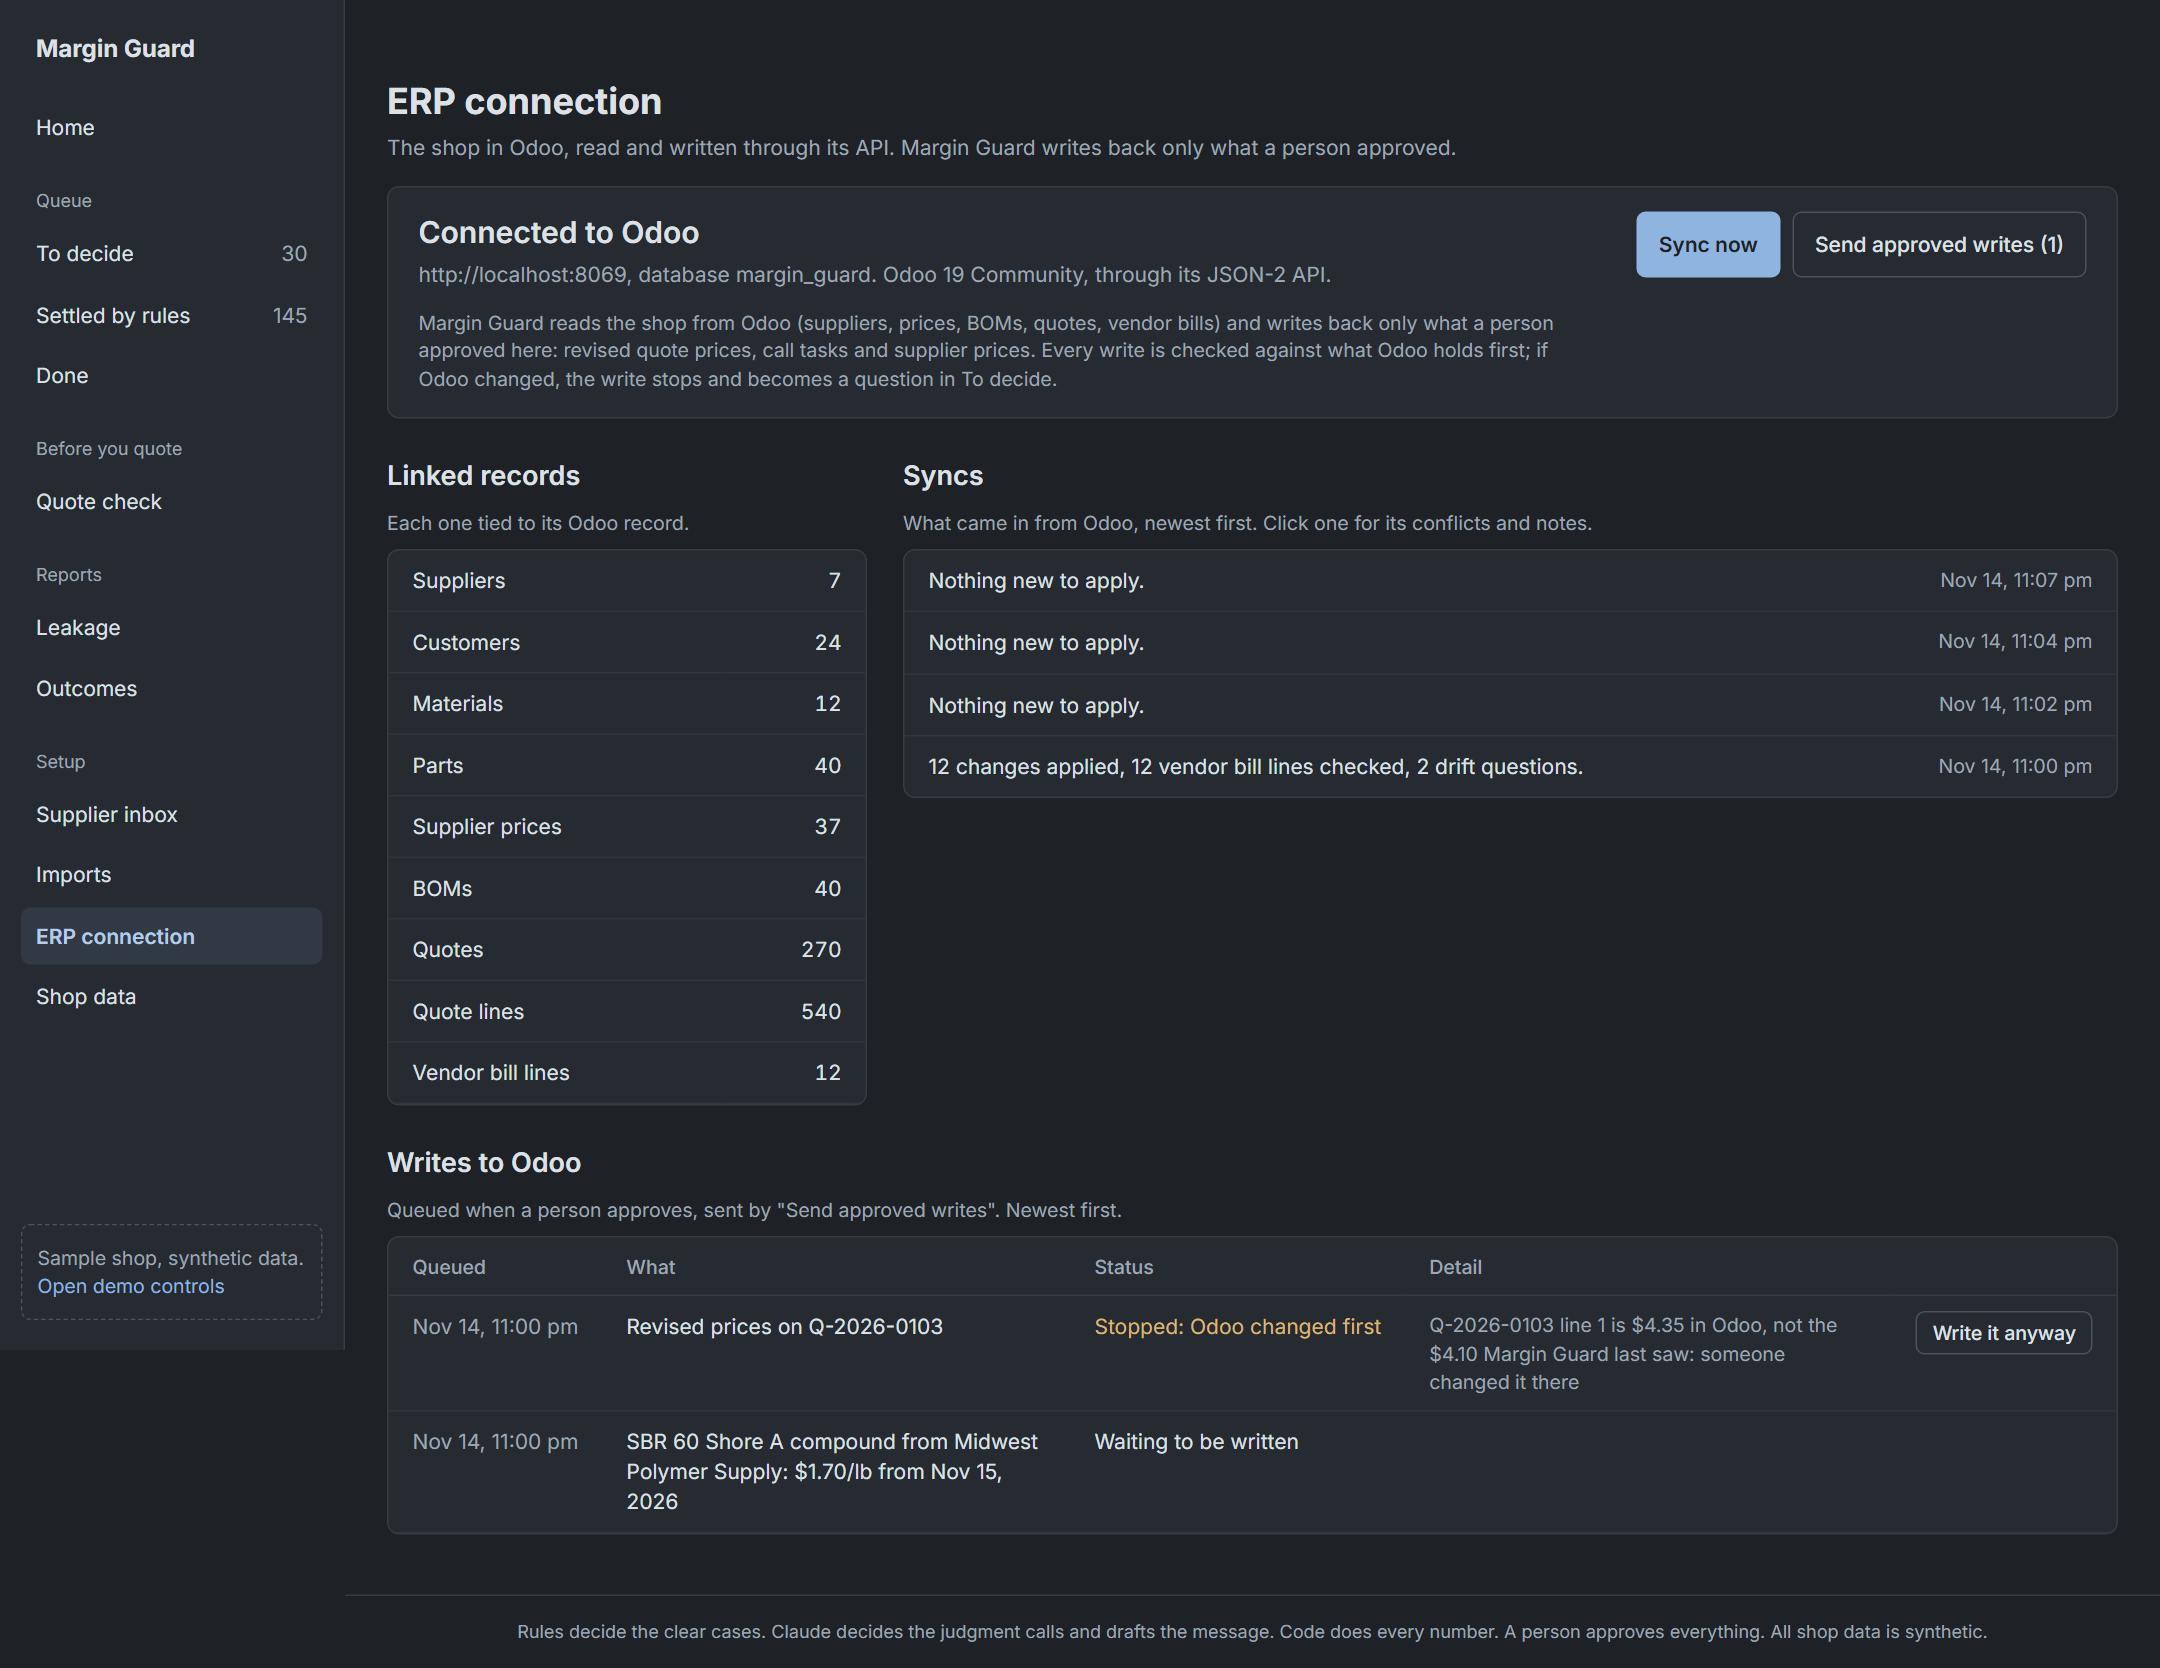 Margin Guard
Home
Queue
To decide 30
Settled by rules 145
Done
Before you quote
Quote check
Reports
Leakage
Outcomes
Setup
Supplier inbox
Imports
ERP connection
Shop data
Sample shop, synthetic data.
Open demo controls
ERP connection
The shop in Odoo, read and written through its API. Margin Guard writes back only what a person approved.
Connected to Odoo
http://localhost:8069, database margin_guard. Odoo 19 Community, through its JSON-2 API.
Margin Guard reads the shop from Odoo (suppliers, prices, BOMs, quotes, vendor bills) and writes back only what a person
approved here: revised quote prices, call tasks and supplier prices. Every write is checked against what Odoo holds first; if
Odoo changed, the write stops and becomes a question in To decide.
Sync now
Send approved writes (1)
Linked records
Each one tied to its Odoo record.
Suppliers 7
Customers 24
Materials 12
Parts 40
Supplier prices 37
BOMs 40
Quotes 270
Quote lines 540
Vendor bill lines 12
Syncs
What came in from Odoo, newest first. Click one for its conflicts and notes.
Nothing new to apply. Nov 14, 11:07 pm
Nothing new to apply. Nov 14, 11:04 pm
Nothing new to apply. Nov 14, 11:02 pm
12 changes applied, 12 vendor bill lines checked, 2 drift questions. Nov 14, 11:00 pm
Writes to Odoo
Queued when a person approves, sent by "Send approved writes". Newest first.
Queued What Status Detail
Nov 14, 11:00 pm
Revised prices on Q-2026-0103
Stopped: Odoo changed first
Q-2026-0103 line 1 is $4.35 in Odoo, not the
$4.10 Margin Guard last saw: someone
changed it there
Write it anyway
Nov 14, 11:00 pm
SBR 60 Shore A compound from Midwest
Polymer Supply: $1.70/lb from Nov 15,
2026
Waiting to be written
Rules decide the clear cases. Claude decides the judgment calls and drafts the message. Code does every number. A person approves everything. All shop data is synthetic.